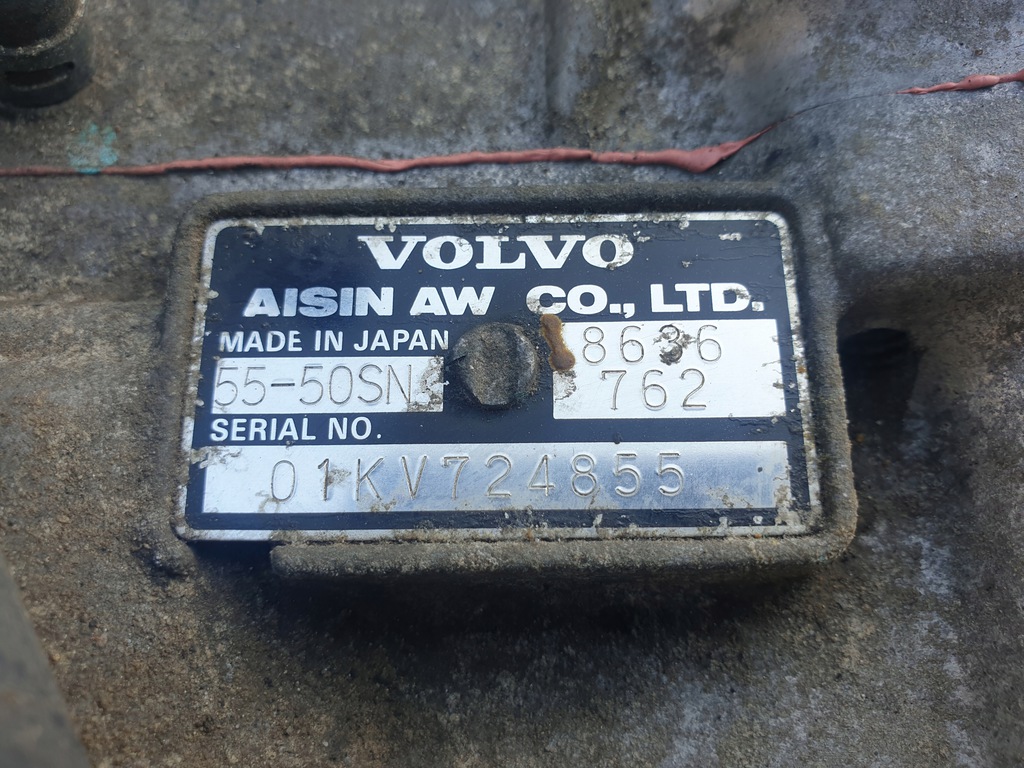 VOLVO
AISIN AW CO., LTD.
MADE IN JAPAN
55-50SN
8636
762
SERIAL NO.
01KV724855